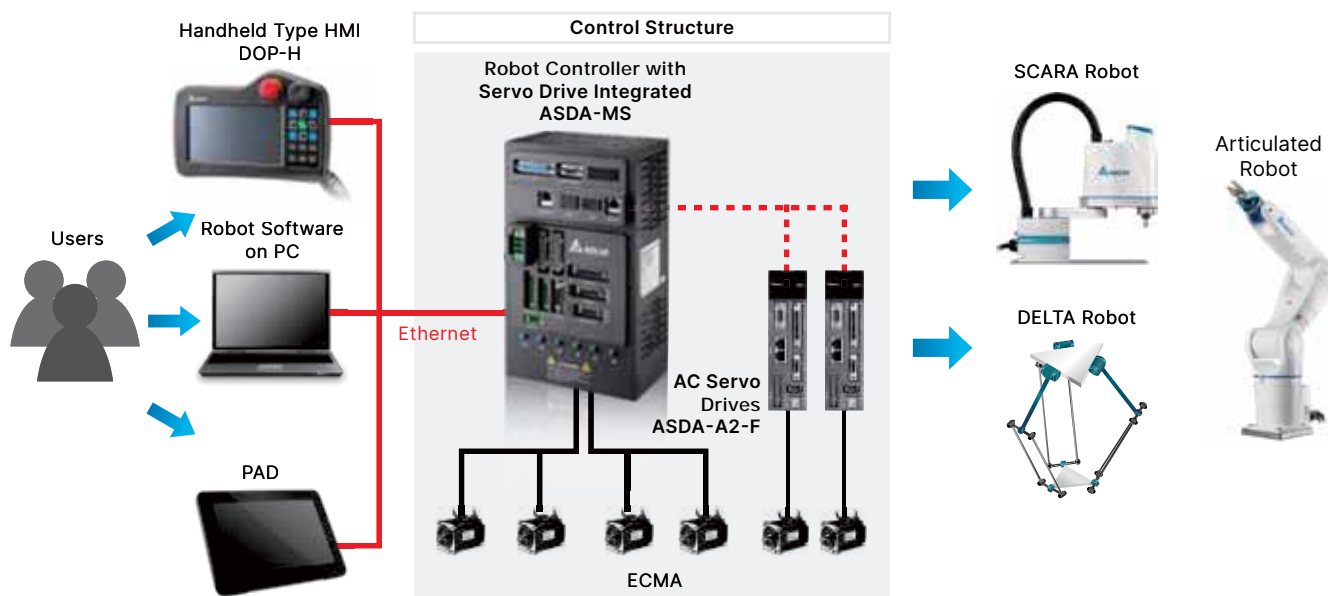 Control Structure
Handheld Type HMI
DOP-H
Robot Controller with
Servo Drive Integrated
ASDA-MS
SCARA Robot
Articulated
Robot
Users
Robot Software
on PC
Ethernet
DELTA Robot
AC Servo
Drives
ASDA-A2-F
PAD
ECMA